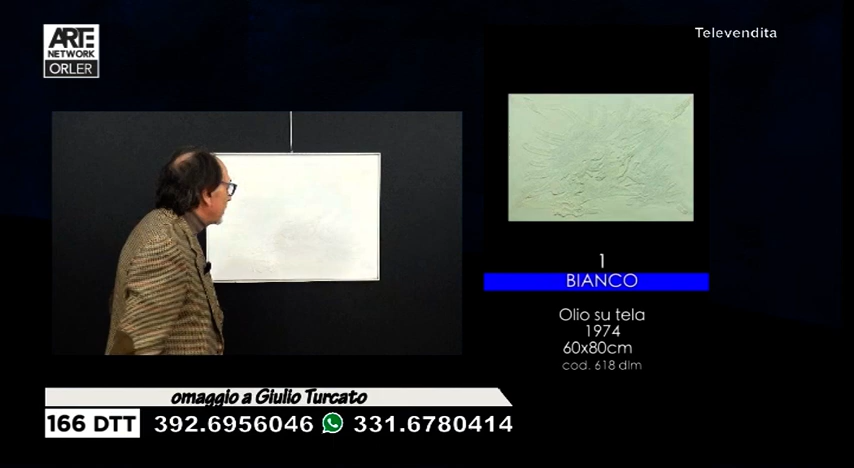 ARTE
NETWORK
ORLER
Televendita
1
BIANCO
Olio su tela
1974
60x80cm
cod. 618 dlm
omaggio a Giulio Turcato
166 DTT 392.6956046 331.6780414